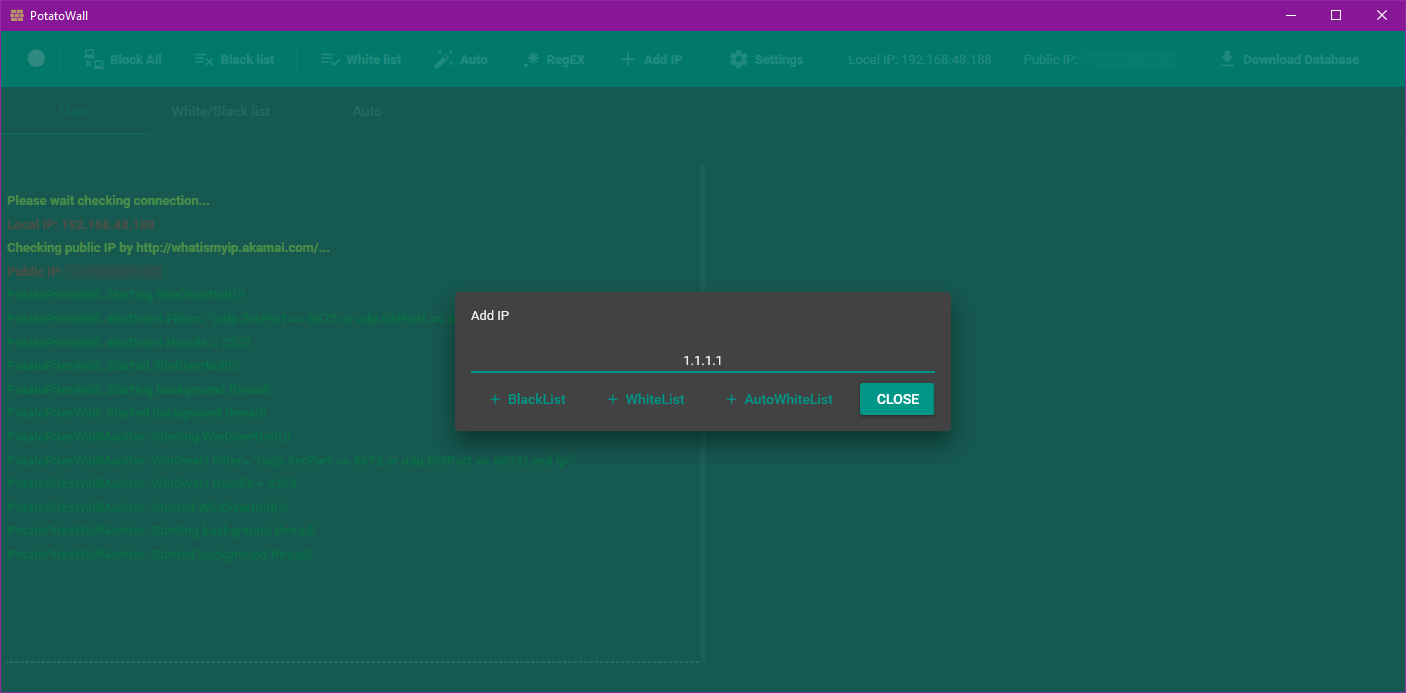 PotatoWall
Block All Black list White list Auto RegEX Add IP Settings Local IP: 192.168.48.188 Public IP: Download Database
Main White/Black list Auto
Please wait checking connection...
Local IP: 192.168.48.188
Checking public IP by http://whatismyip.akamai.com/...
Public IP:
PotatoFriesWall: Starting WinDivertInit()!
PotatoFriesWall: WinDivert Filter= "(udp.SrcPort == 6672 or udp.DstPort ==
PotatoFriesWall: WinDivert Handle = 2332
PotatoFriesWall: Started WinDivertInit()!
PotatoFriesWall: Starting background thread!
PotatoFriesWall: Started background thread!
PotatoFriesWallMonitor: Starting WinDivertInit()!
PotatoFriesWallMonitor: WinDivert Filter= "(udp.SrcPort == 6672 or udp.DstPort == 6672) and ip"
PotatoFriesWallMonitor: WinDivert Handle = 2352
PotatoFriesWallMonitor: Started WinDivertInit()!
PotatoFriesWallMonitor: Starting background thread!
PotatoFriesWallMonitor: Started background thread!
Add IP
1.1.1.1
+ BlackList + WhiteList + AutoWhiteList CLOSE